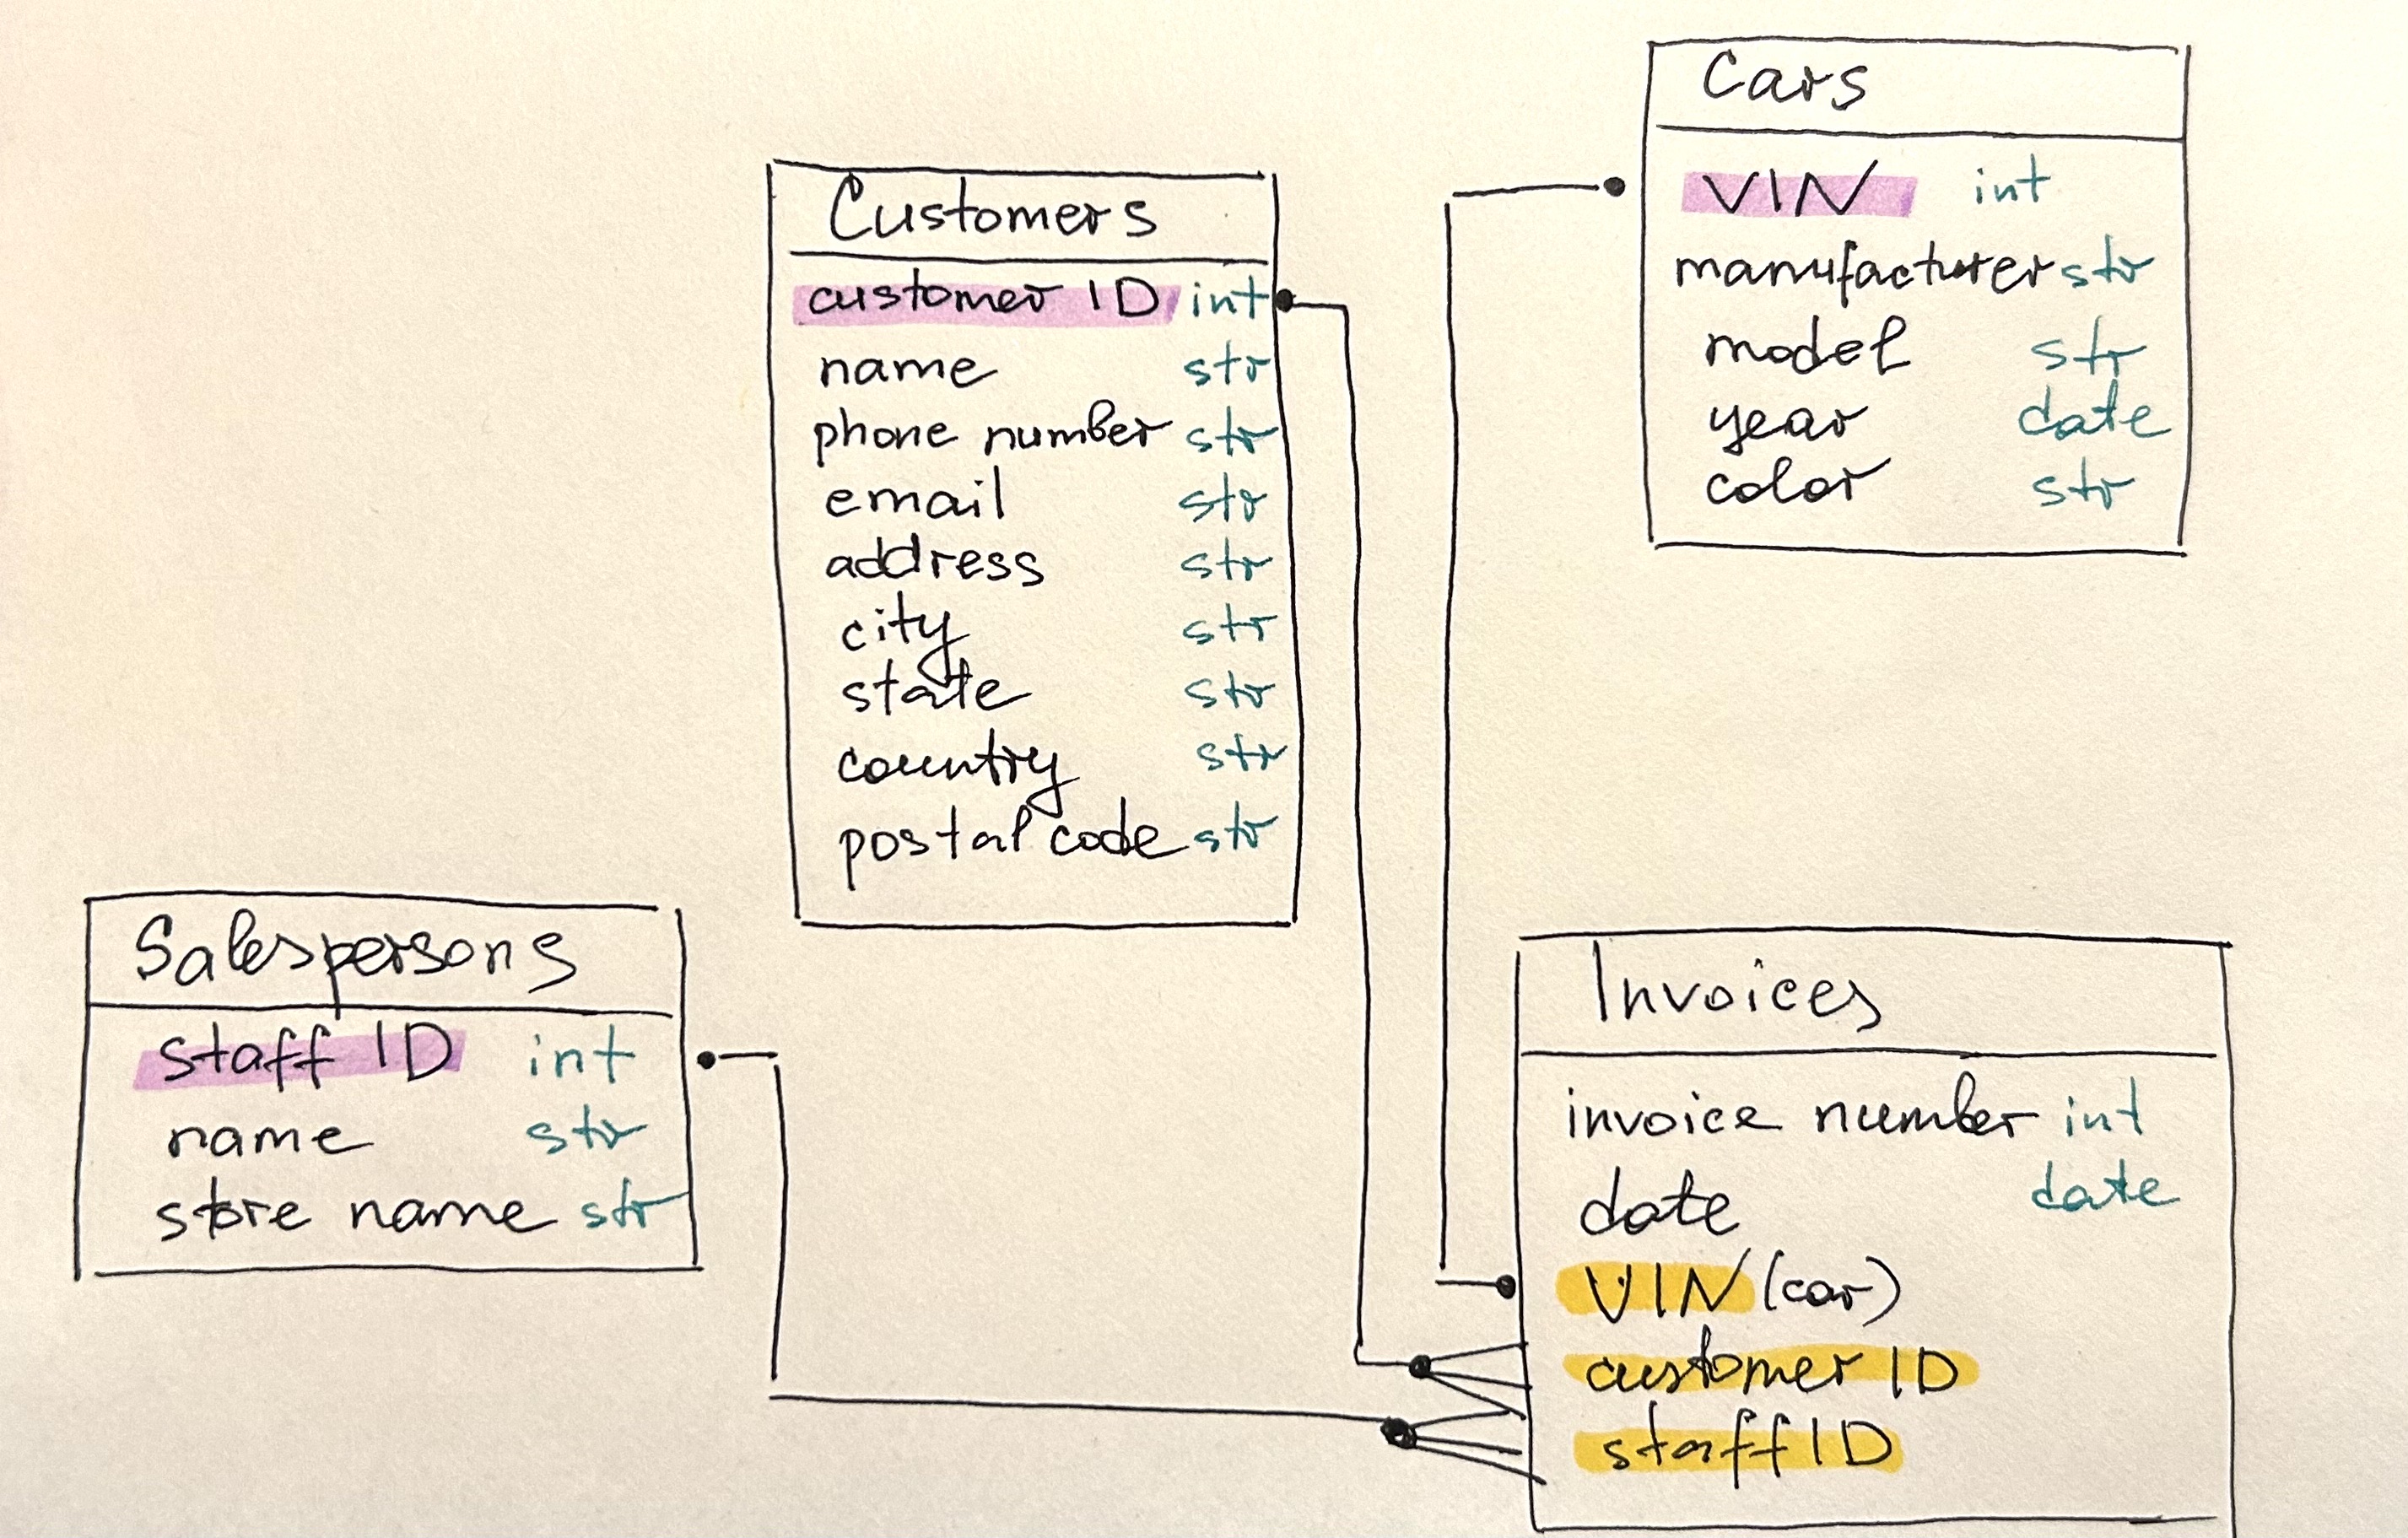 Cars
VIN int
manufacturer str
model str
year date
color str
Customers
customer ID int
name str
phone number str
email str
address str
city str
state str
country str
postal code str
Salespersons
staff ID int
name str
store name str
Invoices
invoice number int
date date
VIN (car)
customer ID
staff ID